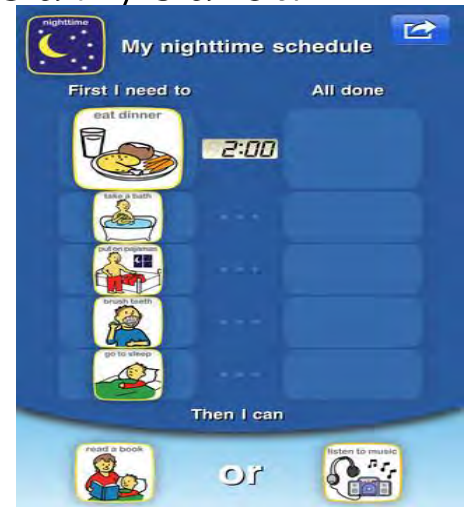 nighttime
My nighttime schedule
First I need to All done
eat dinner
2:00
take a bath
- - -
put on pajamas
- - -
brush teeth
- - -
go to sleep
- - -
Then I can
read a book
or
listen to music